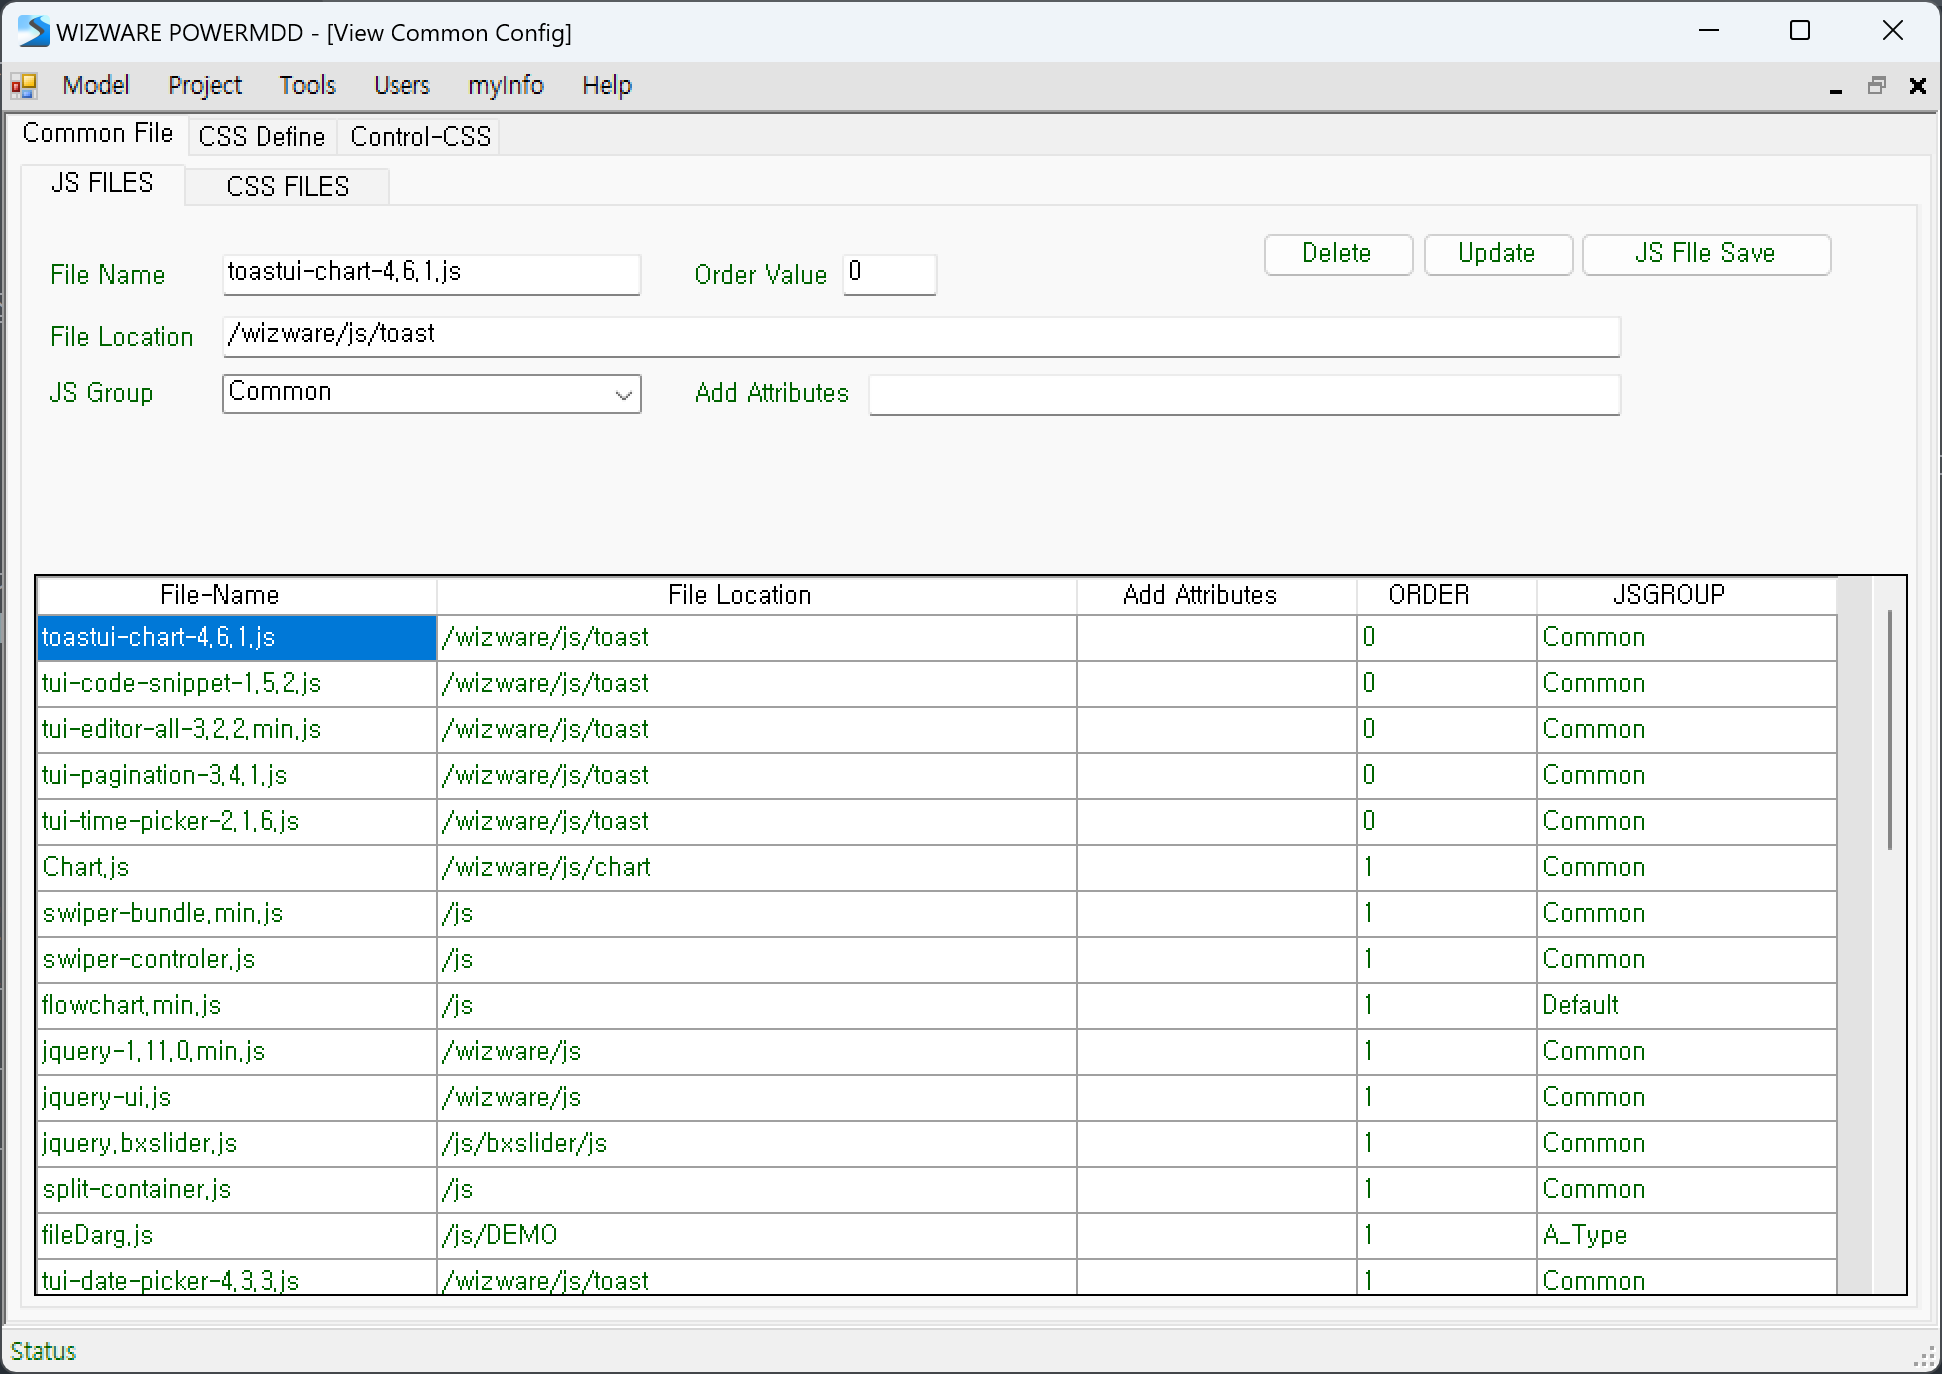 WIZWARE POWERMDD - [View Common Config]
Model Project Tools Users myInfo Help
Common File CSS Define Control-CSS
JS FILES CSS FILES
Delete Update JS FIle Save
File Name toastui-chart-4.6.1.js Order Value 0
File Location /wizware/js/toast
JS Group Common Add Attributes
File-Name File Location Add Attributes ORDER JSGROUP
toastui-chart-4.6.1.js /wizware/js/toast 0 Common
tui-code-snippet-1.5.2.js /wizware/js/toast 0 Common
tui-editor-all-3.2.2.min.js /wizware/js/toast 0 Common
tui-pagination-3.4.1.js /wizware/js/toast 0 Common
tui-time-picker-2.1.6.js /wizware/js/toast 0 Common
Chart.js /wizware/js/chart 1 Common
swiper-bundle.min.js /js 1 Common
swiper-controler.js /js 1 Common
flowchart.min.js /js 1 Default
jquery-1.11.0.min.js /wizware/js 1 Common
jquery-ui.js /wizware/js 1 Common
jquery.bxslider.js /js/bxslider/js 1 Common
split-container.js /js 1 Common
fileDarg.js /js/DEMO 1 A_Type
tui-date-picker-4.3.3.js /wizware/js/toast 1 Common
Status